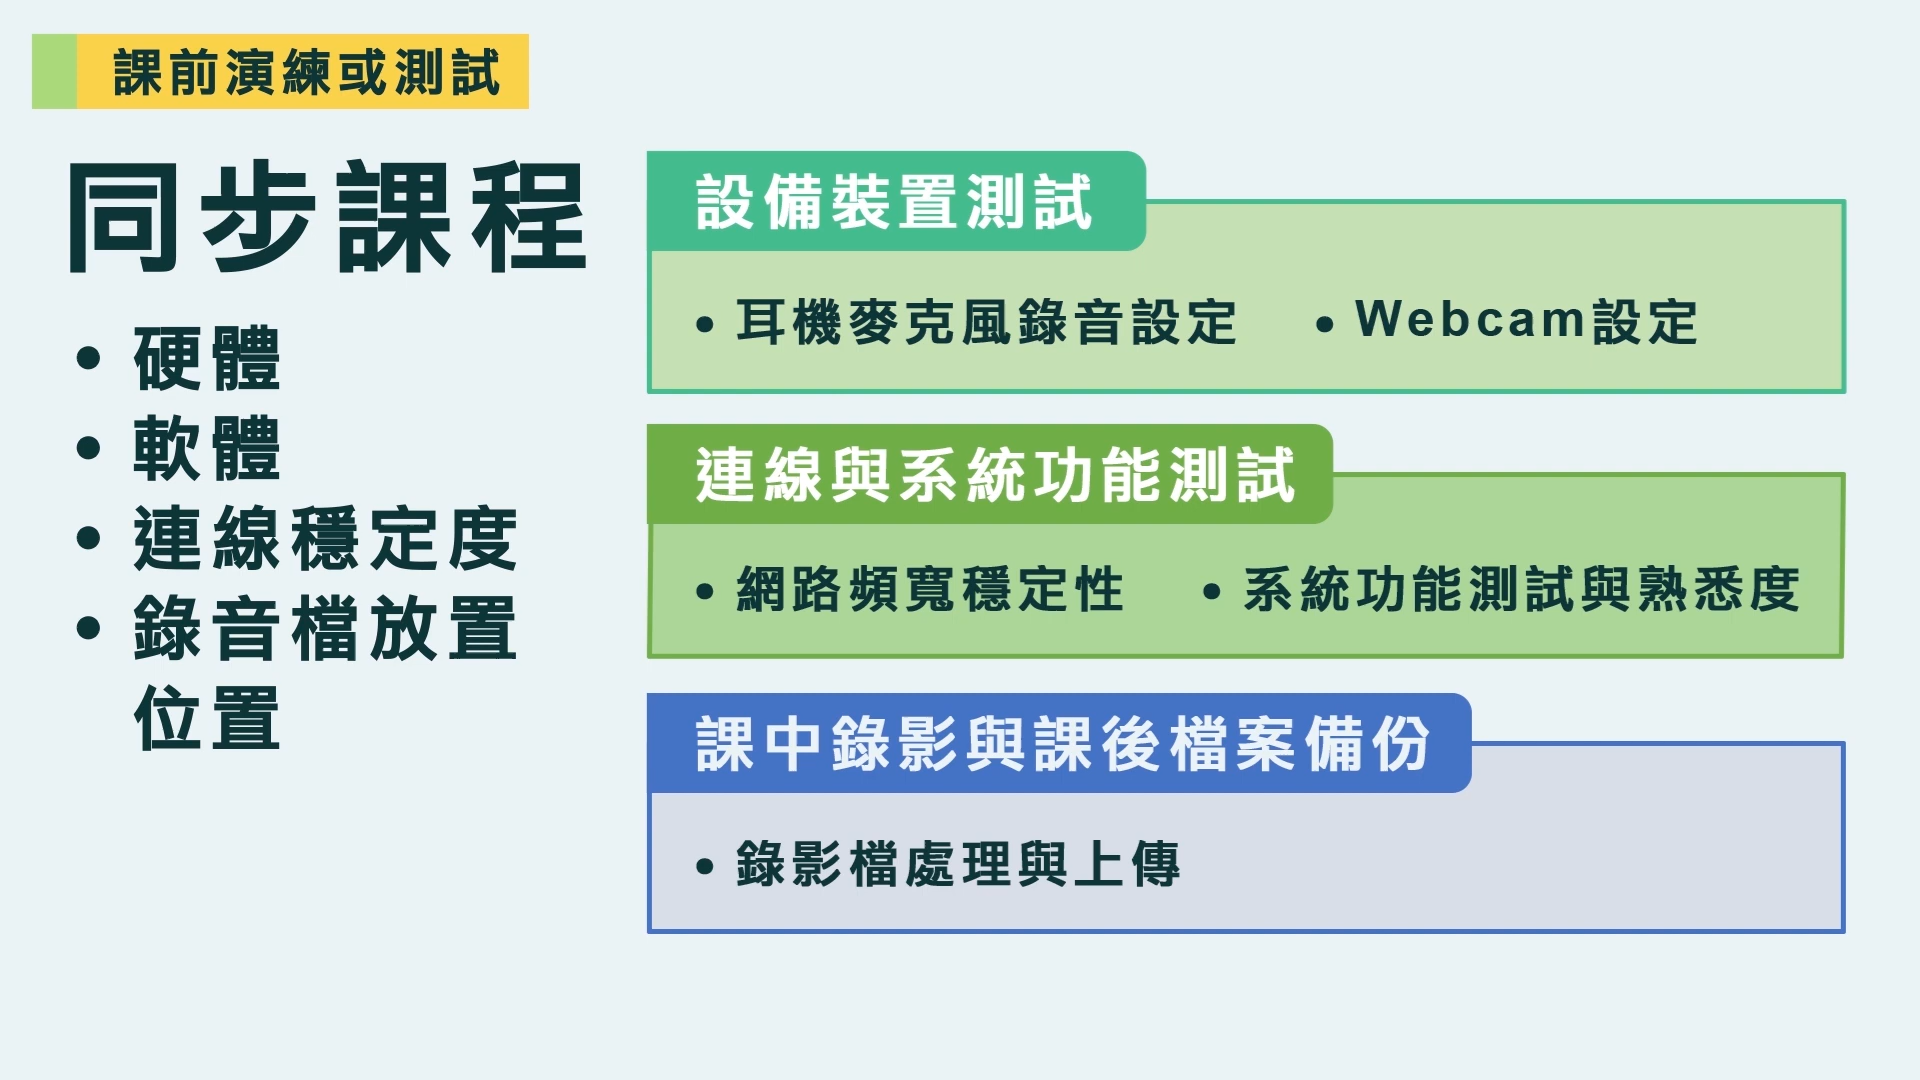 課前演練或測試
同步課程
• 硬體
• 軟體
• 連線穩定度
• 錄音檔放置
位置
設備裝置測試
• 耳機麥克風錄音設定 • Webcam設定
連線與系統功能測試
• 網路頻寬穩定性 • 系統功能測試與熟悉度
課中錄影與課後檔案備份
• 錄影檔處理與上傳